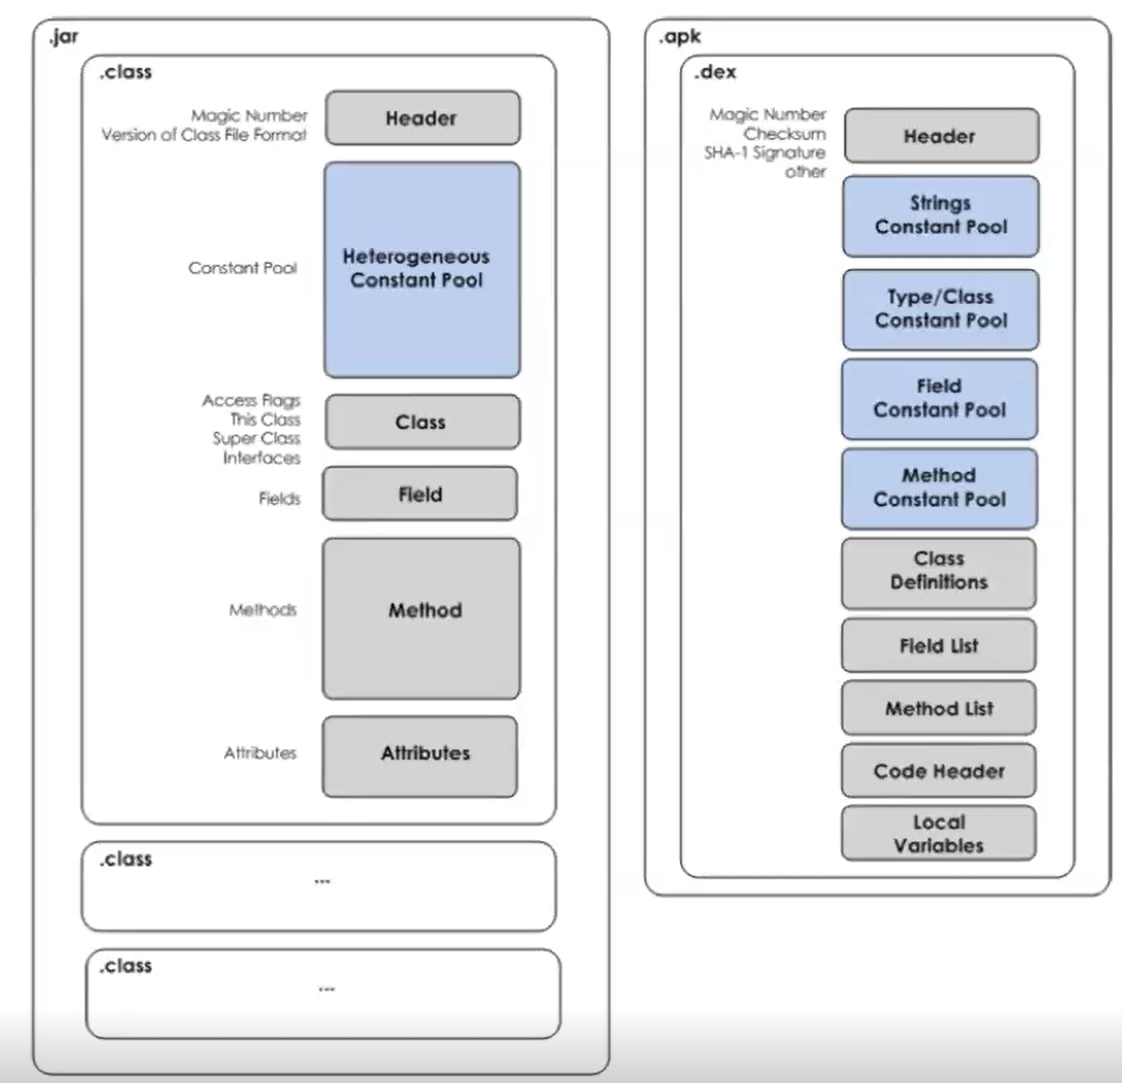 .jar
.class
Magic Number
Version of Class File Format
Header
Constant Pool
Heterogeneous
Constant Pool
Access Flags
This Class
Super Class
Interfaces
Class
Fields
Field
Methods
Method
Attributes
Attributes
.class
...
.class
...
.apk
.dex
Magic Number
Checksum
SHA-1 Signature
other
Header
Strings
Constant Pool
Type/Class
Constant Pool
Field
Constant Pool
Method
Constant Pool
Class
Definitions
Field List
Method List
Code Header
Local
Variables